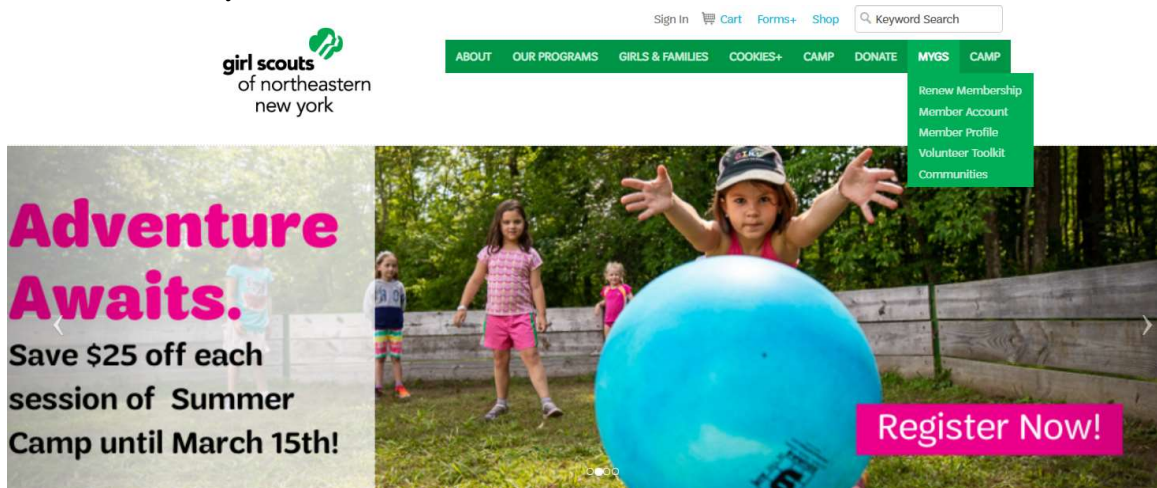 Sign In Cart Forms+ Shop Keyword Search
girl scouts
of northeastern
new york
ABOUT OUR PROGRAMS GIRLS & FAMILIES COOKIES+ CAMP DONATE MYGS CAMP
Renew Membership
Member Account
Member Profile
Volunteer Toolkit
Communities
Adventure
Awaits.
Save $25 off each
session of Summer
Camp until March 15th!
Register Now!